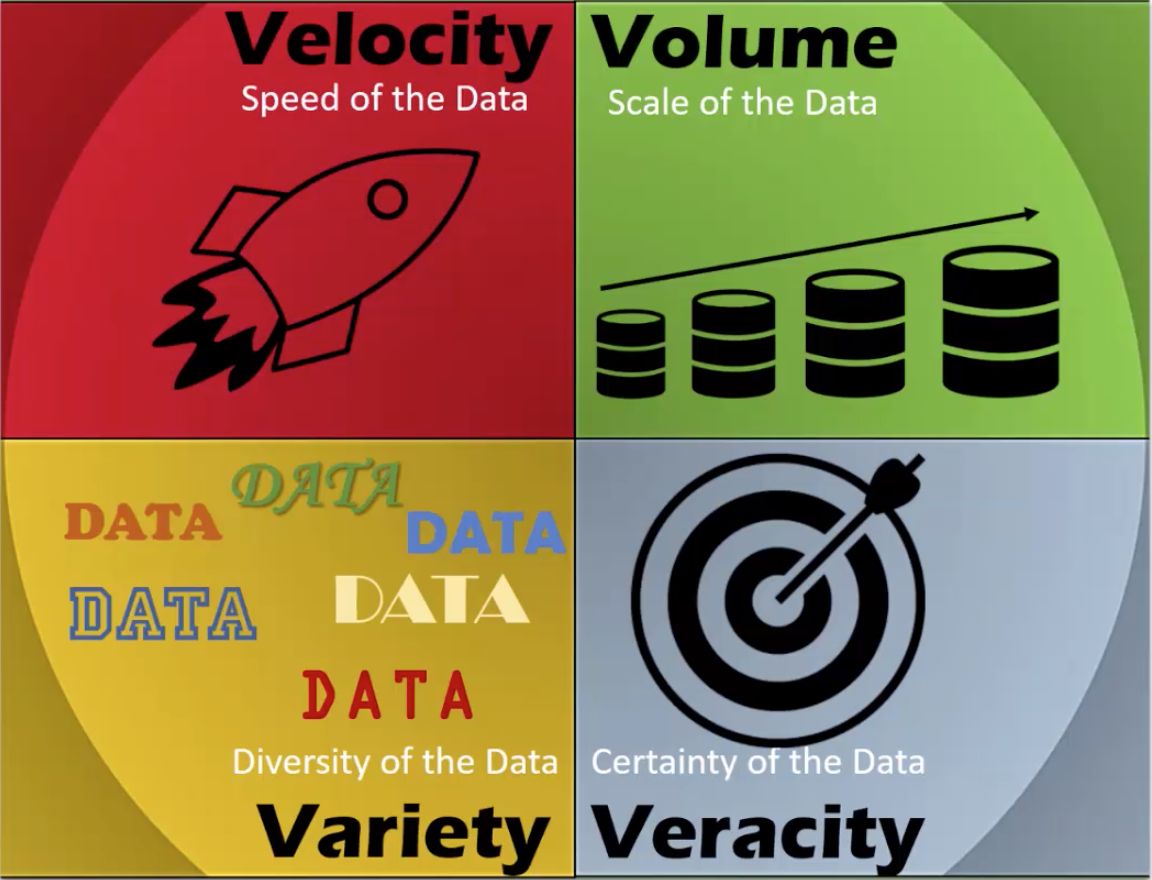 Velocity
Speed of the Data
Volume
Scale of the Data
DATA
DATA
DATA
DATA
DATA
DATA
Diversity of the Data
Variety
Certainty of the Data
Veracity